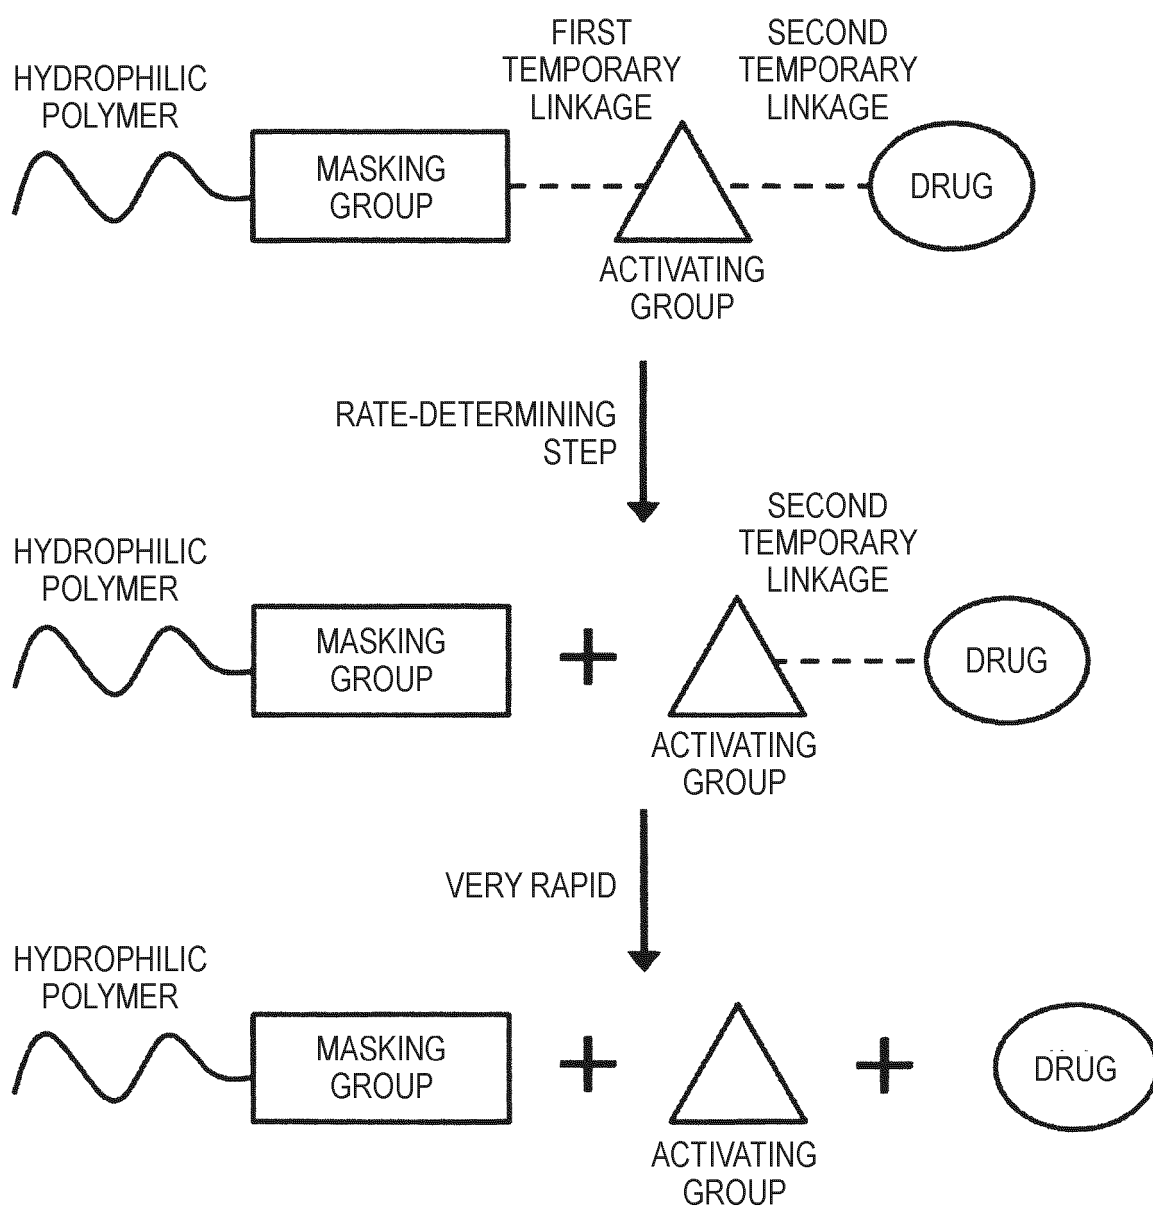 HYDROPHILIC
POLYMER
FIRST
TEMPORARY
LINKAGE
SECOND
TEMPORARY
LINKAGE
MASKING
GROUP
DRUG
ACTIVATING
GROUP
RATE-DETERMINING
STEP
HYDROPHILIC
POLYMER
SECOND
TEMPORARY
LINKAGE
MASKING
GROUP
+
DRUG
ACTIVATING
GROUP
VERY RAPID
HYDROPHILIC
POLYMER
MASKING
GROUP
+
+
DRUG
ACTIVATING
GROUP